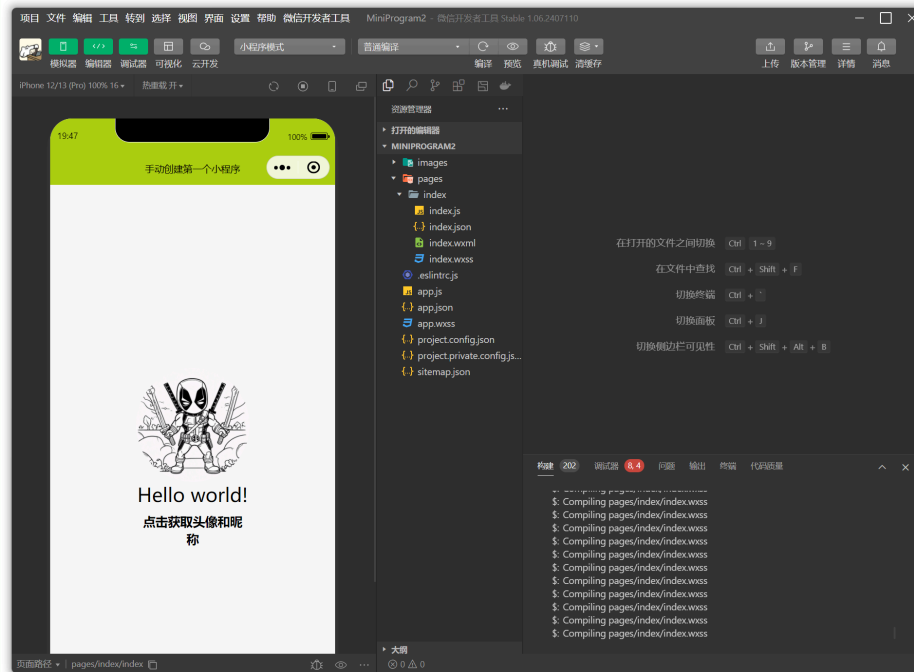 项目 文件 编辑 工具 转到 选择 视图 界面 设置 帮助 微信开发者工具 MiniProgram2 - 微信开发者工具 Stable 1.06.2407110
小程序模式 普通编译
模拟器 编辑器 调试器 可视化 云开发 编译 预览 真机调试 清缓存 上传 版本管理 详情 消息
iPhone 12/13 (Pro) 100% 16 热重载 开
资源管理器
19:47 100%
手动创建第一个小程序
Hello world!
点击获取头像和昵
称
打开的编辑器
MINIPROGRAM2
images
pages
index
index.js
index.json
index.wxml
index.wxss
.eslintrc.js
app.js
app.json
app.wxss
project.config.json
project.private.config.js...
sitemap.json
大纲
在打开的文件之间切换 Ctrl 1 ~ 9
在文件中查找 Ctrl + Shift + F
切换终端 Ctrl + `
切换面板 Ctrl + J
切换侧边栏可见性 Ctrl + Shift + Alt + B
构建 202 调试器 8, 4 问题 输出 终端 代码质量
$: Compiling pages/index/index.wxss
$: Compiling pages/index/index.wxss
$: Compiling pages/index/index.wxss
$: Compiling pages/index/index.wxss
$: Compiling pages/index/index.wxss
$: Compiling pages/index/index.wxss
$: Compiling pages/index/index.wxss
$: Compiling pages/index/index.wxss
$: Compiling pages/index/index.wxss
$: Compiling pages/index/index.wxss
$: Compiling pages/index/index.wxss
$: Compiling pages/index/index.wxss
页面路径 | pages/index/index 0 0